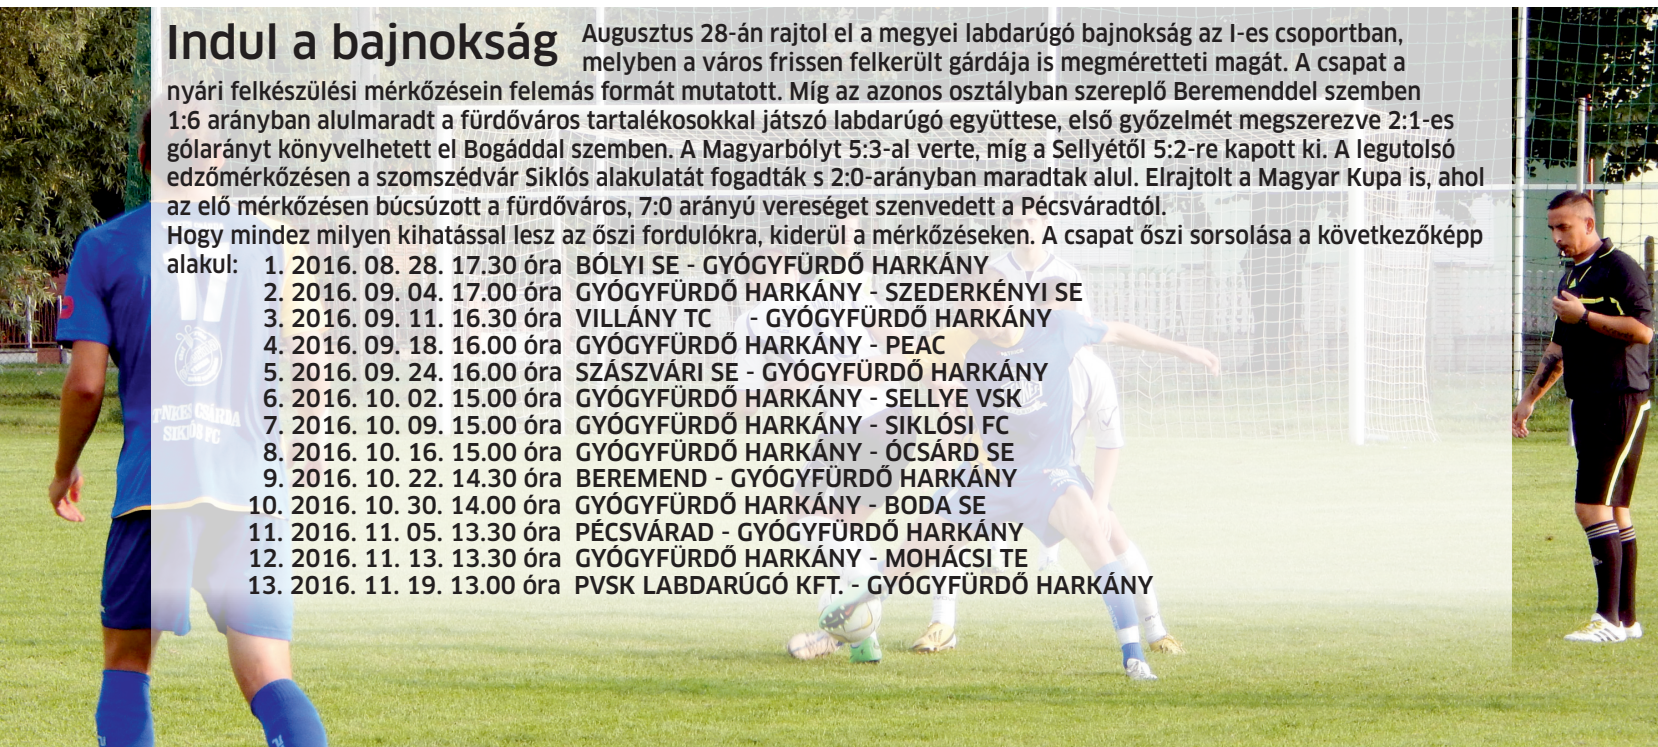 Indul a bajnokság
Augusztus 28-án rajtol el a megyei labdarúgó bajnokság az I-es csoportban,
melyben a város frissen felkerült gárdája is megméretteti magát. A csapat a
nyári felkészülési mérkőzésein felemás formát mutatott. Míg az azonos osztályban szereplő Beremenddel szemben
1:6 arányban alulmaradt a fürdőváros tartalékosokkal játszó labdarúgó együttese, első győzelmét megszerezve 2:1-es
gólarányt könyvelhetett el Bogáddal szemben. A Magyarbólyt 5:3-al verte, míg a Sellyétől 5:2-re kapott ki. A legutolsó
edzőmérkőzésen a szomszédvár Siklós alakulatát fogadták s 2:0-arányban maradtak alul. Elrajtolt a Magyar Kupa is, ahol
az elő mérkőzésen búcsúzott a fürdőváros, 7:0 arányú vereséget szenvedett a Pécsváradtól.
Hogy mindez milyen kihatással lesz az őszi fordulókra, kiderül a mérkőzéseken. A csapat őszi sorsolása a következőképp
alakul: 1. 2016. 08. 28. 17.30 óra BÓLYI SE - GYÓGYFÜRDŐ HARKÁNY
2. 2016. 09. 04. 17.00 óra GYÓGYFÜRDŐ HARKÁNY - SZEDERKÉNYI SE
3. 2016. 09. 11. 16.30 óra VILLÁNY TC - GYÓGYFÜRDŐ HARKÁNY
4. 2016. 09. 18. 16.00 óra GYÓGYFÜRDŐ HARKÁNY - PEAC
5. 2016. 09. 24. 16.00 óra SZÁSZVÁRI SE - GYÓGYFÜRDŐ HARKÁNY
6. 2016. 10. 02. 15.00 óra GYÓGYFÜRDŐ HARKÁNY - SELLYE VSK
7. 2016. 10. 09. 15.00 óra GYÓGYFÜRDŐ HARKÁNY - SIKLÓSI FC
8. 2016. 10. 16. 15.00 óra GYÓGYFÜRDŐ HARKÁNY - ÓCSÁRD SE
9. 2016. 10. 22. 14.30 óra BEREMEND - GYÓGYFÜRDŐ HARKÁNY
10. 2016. 10. 30. 14.00 óra GYÓGYFÜRDŐ HARKÁNY - BODA SE
11. 2016. 11. 05. 13.30 óra PÉCSVÁRAD - GYÓGYFÜRDŐ HARKÁNY
12. 2016. 11. 13. 13.30 óra GYÓGYFÜRDŐ HARKÁNY - MOHÁCSI TE
13. 2016. 11. 19. 13.00 óra PVSK LABDARÚGÓ KFT. - GYÓGYFÜRDŐ HARKÁNY
17
TENKES CSÁRDA
SIKLÓS FC